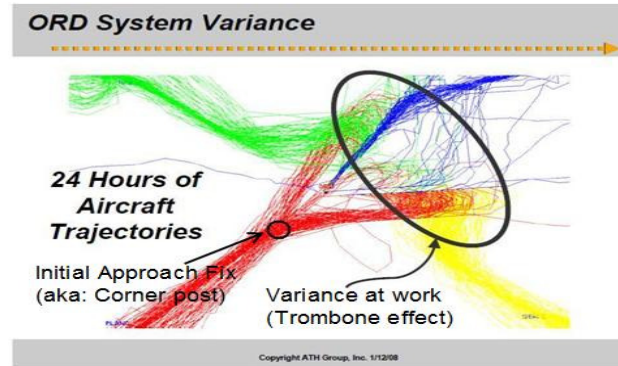 ORD System Variance
24 Hours of
Aircraft
Trajectories
Initial Approach Fix
(aka: Corner post)
Variance at work
(Trombone effect)
Copyright ATH Group, Inc. 1/12/08